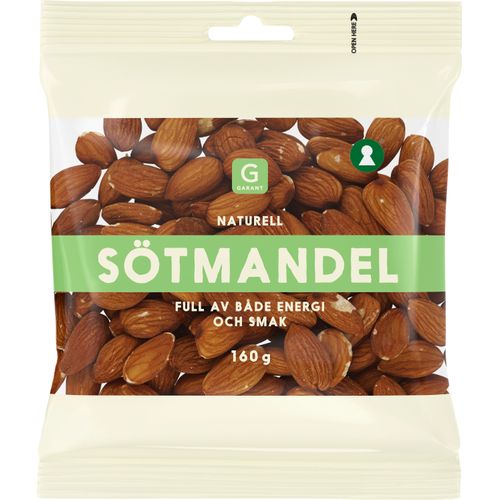 OPEN HERE
G
GARANT
NATURELL
SÖTMANDEL
FULL AV BÅDE ENERGI
OCH SMAK
160 g